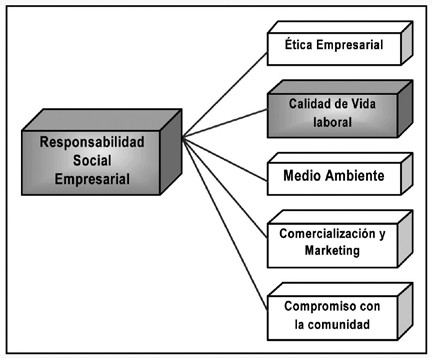 Responsabilidad
Social
Empresarial
Ética Empresarial
Calidad de Vida
laboral
Medio Ambiente
Comercialización y
Marketing
Compromiso con
la comunidad